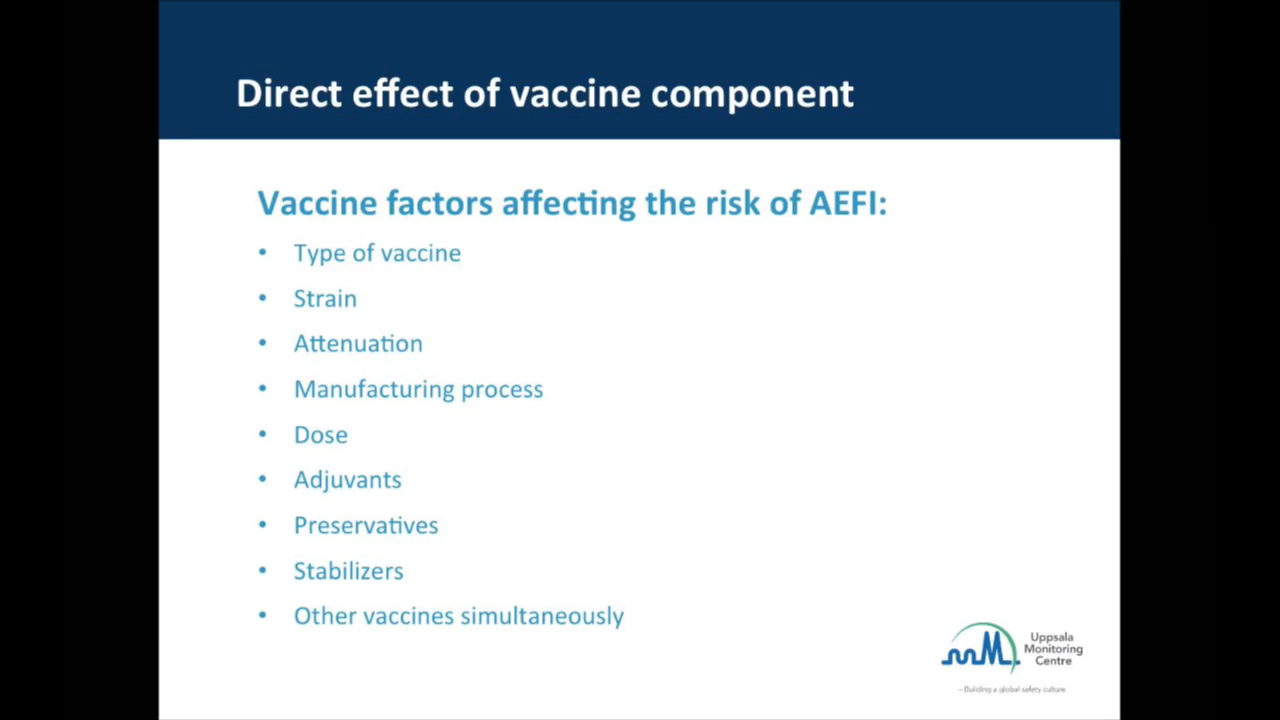 Direct effect of vaccine component
Vaccine factors affecting the risk of AEFI:
• Type of vaccine
• Strain
• Attenuation
• Manufacturing process
• Dose
• Adjuvants
• Preservatives
• Stabilizers
• Other vaccines simultaneously
Uppsala
Monitoring
Centre
– Building a global safety culture